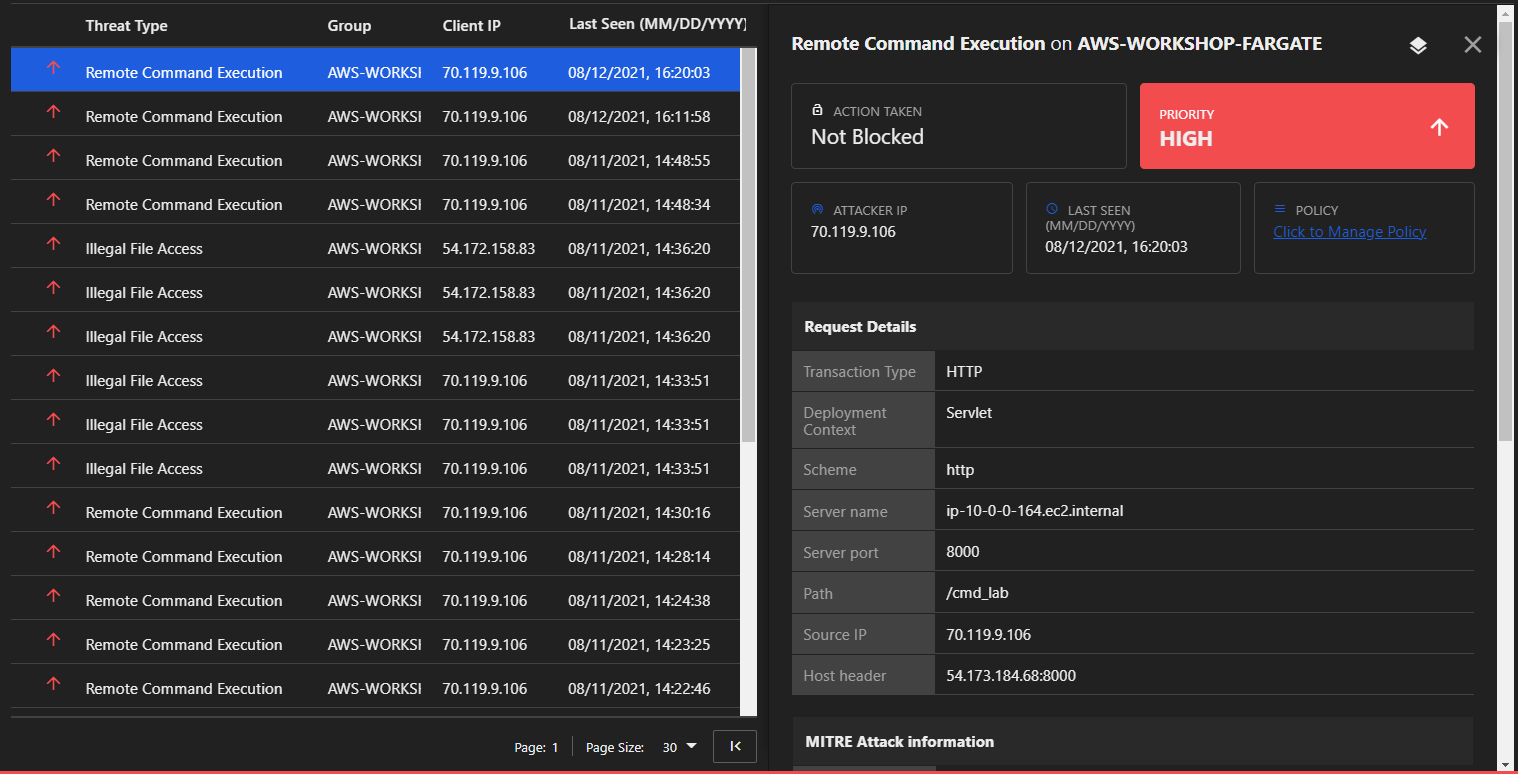 Threat Type Group Client IP Last Seen (MM/DD/YYYY)
Remote Command Execution AWS-WORKSI 70.119.9.106 08/12/2021, 16:20:03
Remote Command Execution AWS-WORKSI 70.119.9.106 08/12/2021, 16:11:58
Remote Command Execution AWS-WORKSI 70.119.9.106 08/11/2021, 14:48:55
Remote Command Execution AWS-WORKSI 70.119.9.106 08/11/2021, 14:48:34
Illegal File Access AWS-WORKSI 54.172.158.83 08/11/2021, 14:36:20
Illegal File Access AWS-WORKSI 54.172.158.83 08/11/2021, 14:36:20
Illegal File Access AWS-WORKSI 54.172.158.83 08/11/2021, 14:36:20
Illegal File Access AWS-WORKSI 70.119.9.106 08/11/2021, 14:33:51
Illegal File Access AWS-WORKSI 70.119.9.106 08/11/2021, 14:33:51
Illegal File Access AWS-WORKSI 70.119.9.106 08/11/2021, 14:33:51
Remote Command Execution AWS-WORKSI 70.119.9.106 08/11/2021, 14:30:16
Remote Command Execution AWS-WORKSI 70.119.9.106 08/11/2021, 14:28:14
Remote Command Execution AWS-WORKSI 70.119.9.106 08/11/2021, 14:24:38
Remote Command Execution AWS-WORKSI 70.119.9.106 08/11/2021, 14:23:25
Remote Command Execution AWS-WORKSI 70.119.9.106 08/11/2021, 14:22:46
Page: 1 Page Size: 30
Remote Command Execution on AWS-WORKSHOP-FARGATE
ACTION TAKEN
Not Blocked
PRIORITY
HIGH
ATTACKER IP
70.119.9.106
LAST SEEN
(MM/DD/YYYY)
08/12/2021, 16:20:03
POLICY
Click to Manage Policy
Request Details
Transaction Type HTTP
Deployment Context Servlet
Scheme http
Server name ip-10-0-0-164.ec2.internal
Server port 8000
Path /cmd_lab
Source IP 70.119.9.106
Host header 54.173.184.68:8000
MITRE Attack information